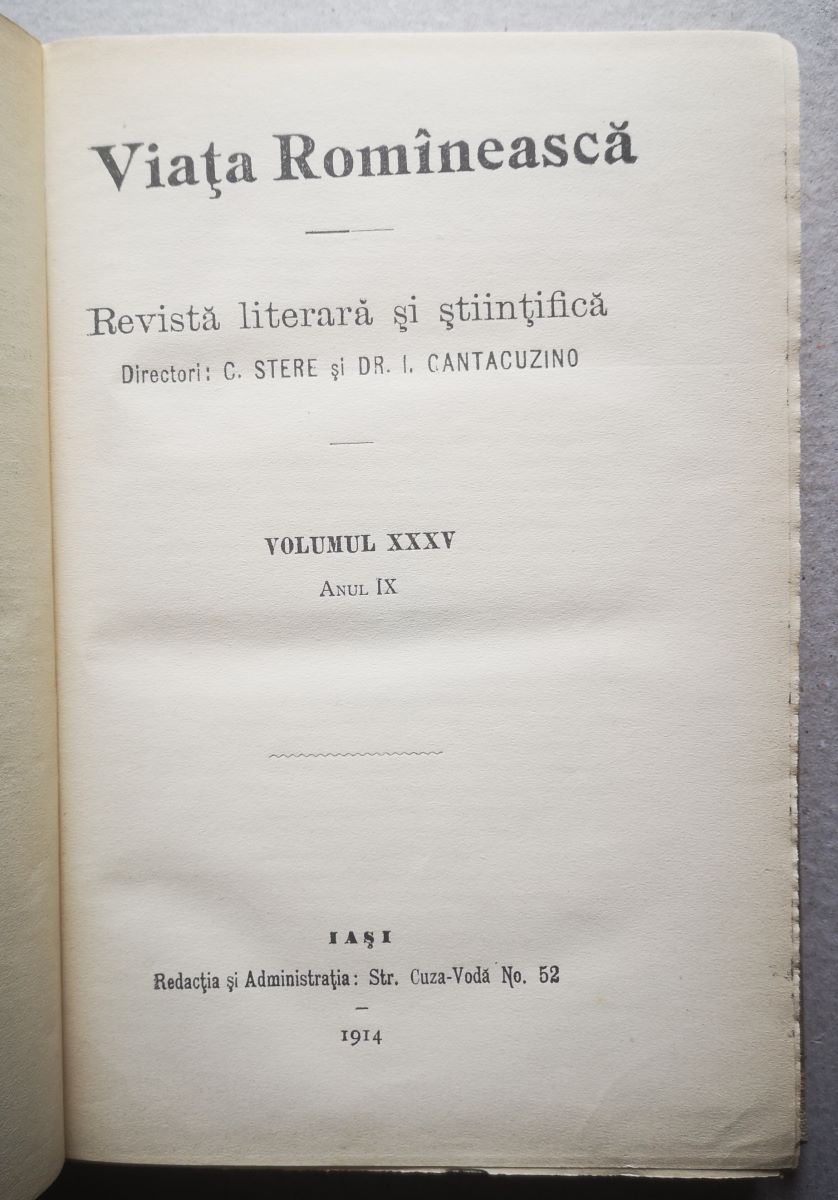 Viaţa Romînească
Revistă literară şi ştiinţifică
Directori: C. STERE şi DR. I. CANTACUZINO
VOLUMUL XXXV
ANUL IX
IAŞI
Redacţia şi Administraţia: Str. Cuza-Vodă No. 52
1914